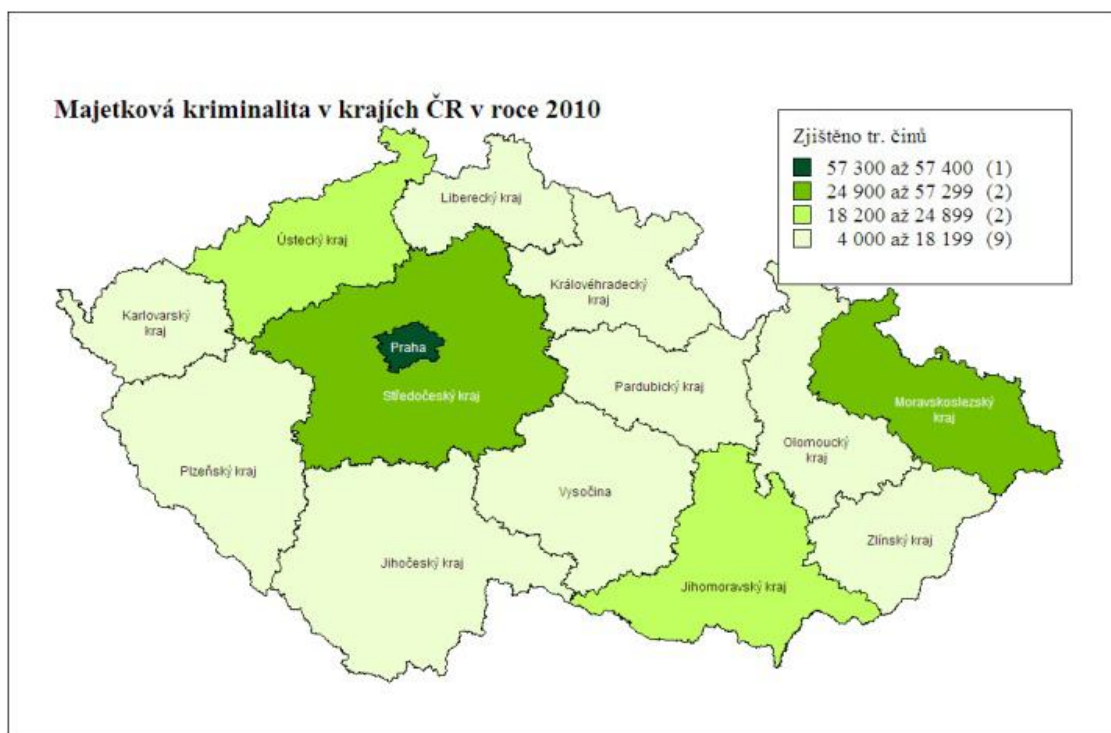 Majetková kriminalita v krajích ČR v roce 2010
Zjištěno tr. činů
57 300 až 57 400 (1)
24 900 až 57 299 (2)
18 200 až 24 899 (2)
4 000 až 18 199 (9)
Liberecký kraj
Ústecký kraj
Královéhradecký
kraj
Karlovarský
kraj
Praha
Středočeský kraj
Pardubický kraj
Moravskoslezský
kraj
Olomoucký
kraj
Plzeňský kraj
Vysočina
Zlínský kraj
Jihočeský kraj
Jihomoravský kraj